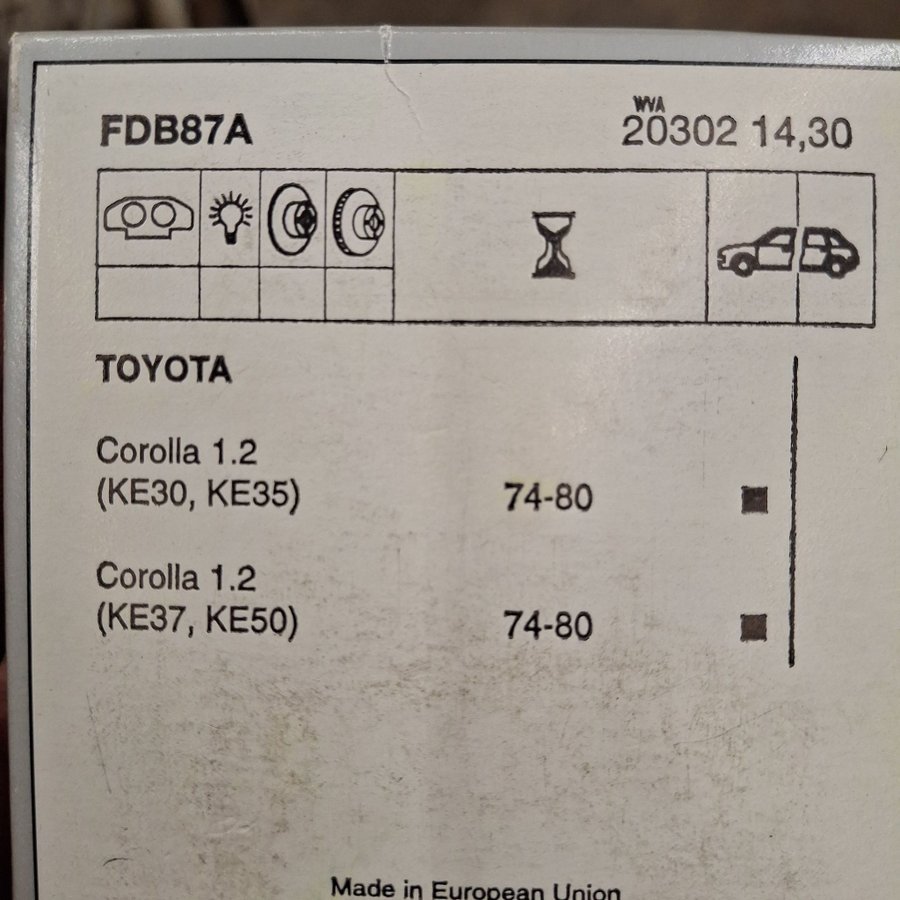 FDB87A
WVA
20302 14,30
TOYOTA
Corolla 1.2
(KE30, KE35) 74-80
Corolla 1.2
(KE37, KE50) 74-80
Made in European Union